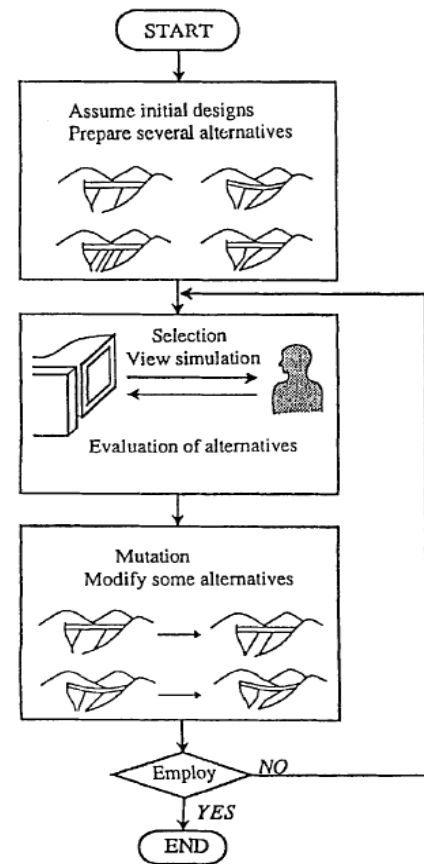 START
Assume initial designs
Prepare several alternatives
Selection
View simulation
Evaluation of alternatives
Mutation
Modify some alternatives
Employ
NO
YES
END